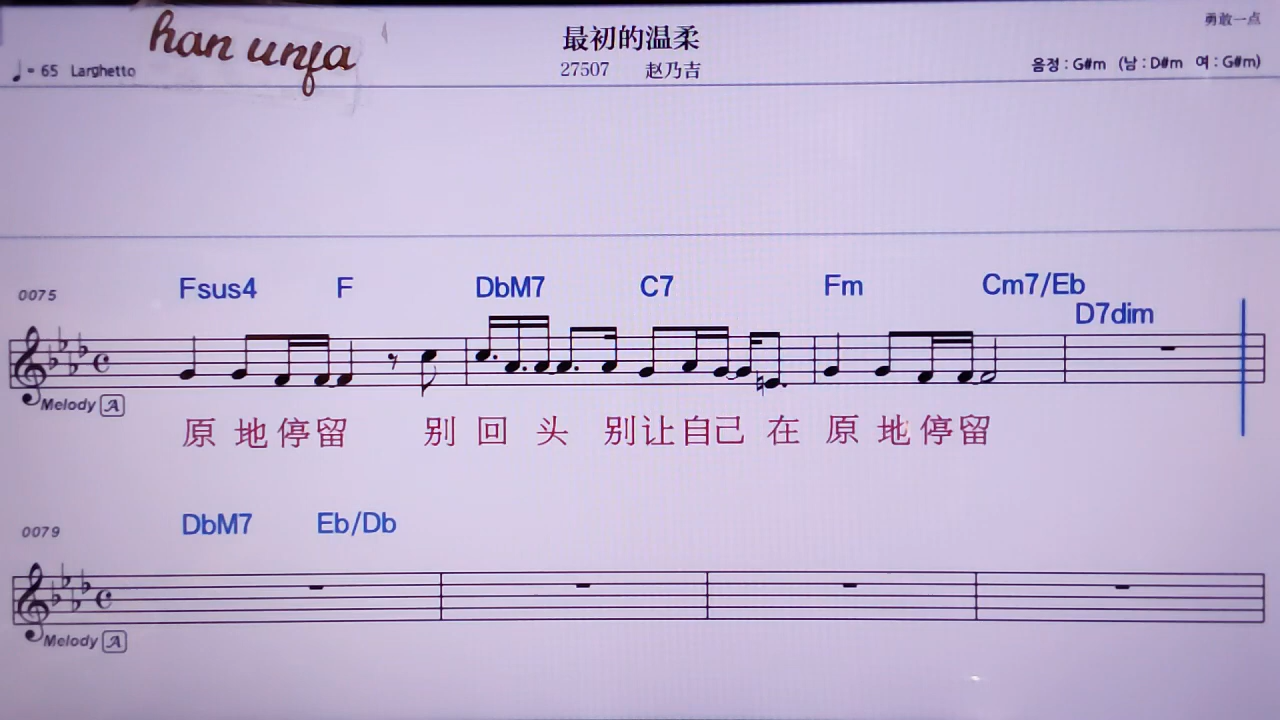 han unfa
最初的温柔
勇敢一点
♩= 65 Larghetto
27507 赵乃吉
음정 : G#m (남 : D#m 여 : G#m)
0075
Fsus4 F DbM7 C7 Fm Cm7/Eb
D7dim
Melody A
原地停留 别回头 别让自己在原地停留
0079
DbM7 Eb/Db
Melody A